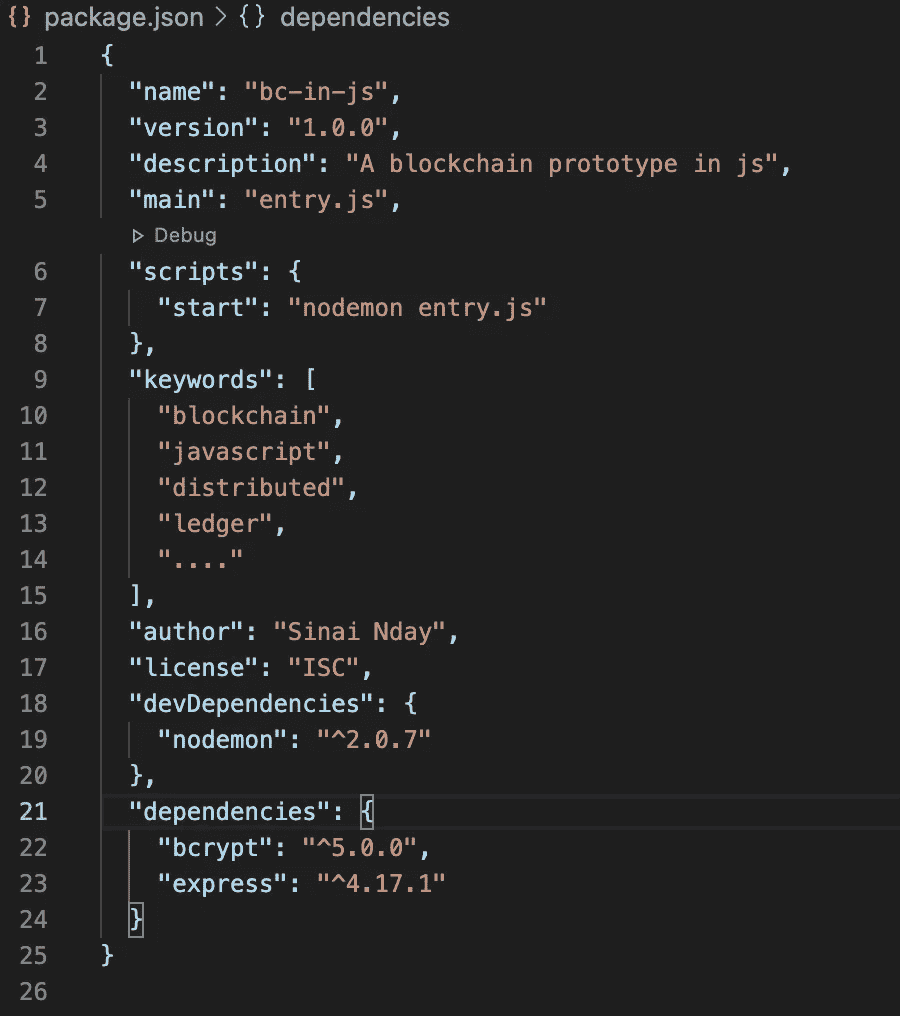 {} package.json > {} dependencies
1 {
2 "name": "bc-in-js",
3 "version": "1.0.0",
4 "description": "A blockchain prototype in js",
5 "main": "entry.js",
▷ Debug
6 "scripts": {
7 "start": "nodemon entry.js"
8 },
9 "keywords": [
10 "blockchain",
11 "javascript",
12 "distributed",
13 "ledger",
14 "...."
15 ],
16 "author": "Sinai Nday",
17 "license": "ISC",
18 "devDependencies": {
19 "nodemon": "^2.0.7"
20 },
21 "dependencies": {
22 "bcrypt": "^5.0.0",
23 "express": "^4.17.1"
24 }
25 }
26